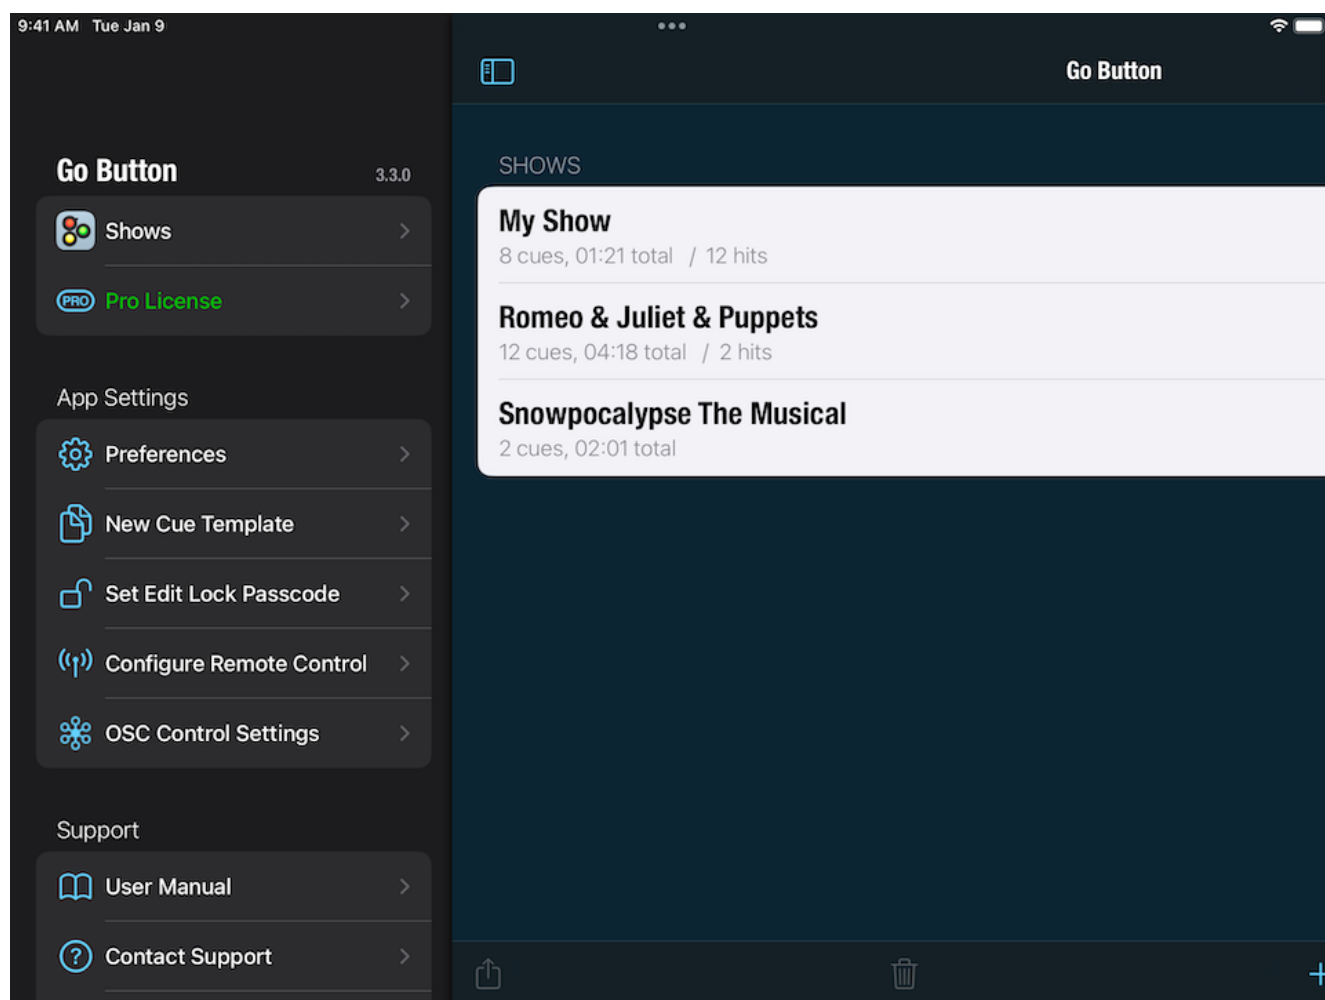 9:41 AM Tue Jan 9
Go Button
Go Button 3.3.0
Shows
PRO Pro License
App Settings
Preferences
New Cue Template
Set Edit Lock Passcode
Configure Remote Control
OSC Control Settings
Support
User Manual
? Contact Support
SHOWS
My Show
8 cues, 01:21 total / 12 hits
Romeo & Juliet & Puppets
12 cues, 04:18 total / 2 hits
Snowpocalypse The Musical
2 cues, 02:01 total